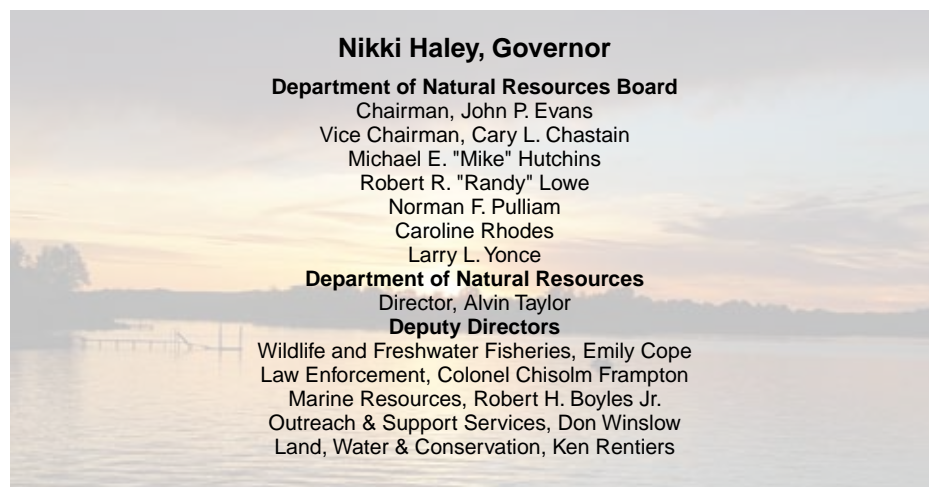 Nikki Haley, Governor
Department of Natural Resources Board
Chairman, John P. Evans
Vice Chairman, Cary L. Chastain
Michael E. "Mike" Hutchins
Robert R. "Randy" Lowe
Norman F. Pulliam
Caroline Rhodes
Larry L. Yonce
Department of Natural Resources
Director, Alvin Taylor
Deputy Directors
Wildlife and Freshwater Fisheries, Emily Cope
Law Enforcement, Colonel Chisolm Frampton
Marine Resources, Robert H. Boyles Jr.
Outreach & Support Services, Don Winslow
Land, Water & Conservation, Ken Rentiers